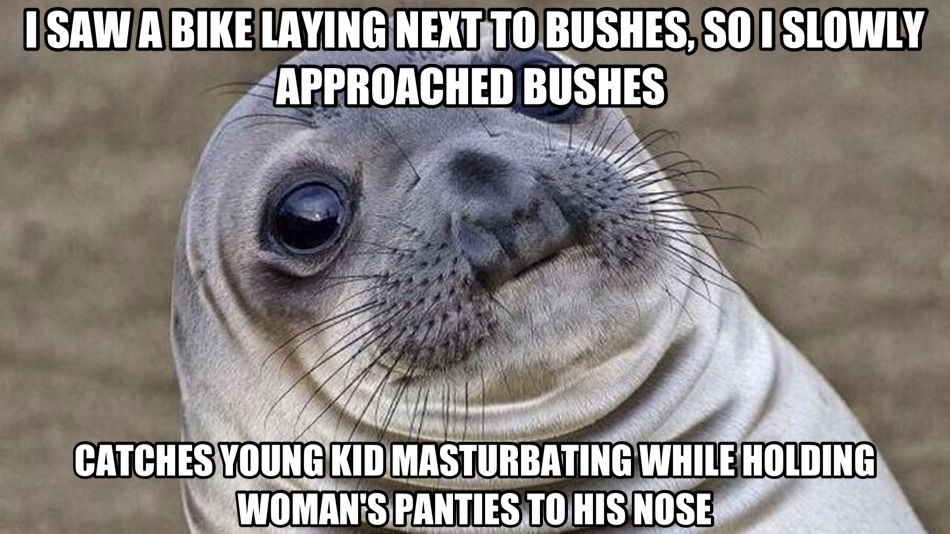 I SAW A BIKE LAYING NEXT TO BUSHES, SO I SLOWLY
APPROACHED BUSHES
CATCHES YOUNG KID MASTURBATING WHILE HOLDING
WOMAN'S PANTIES TO HIS NOSE